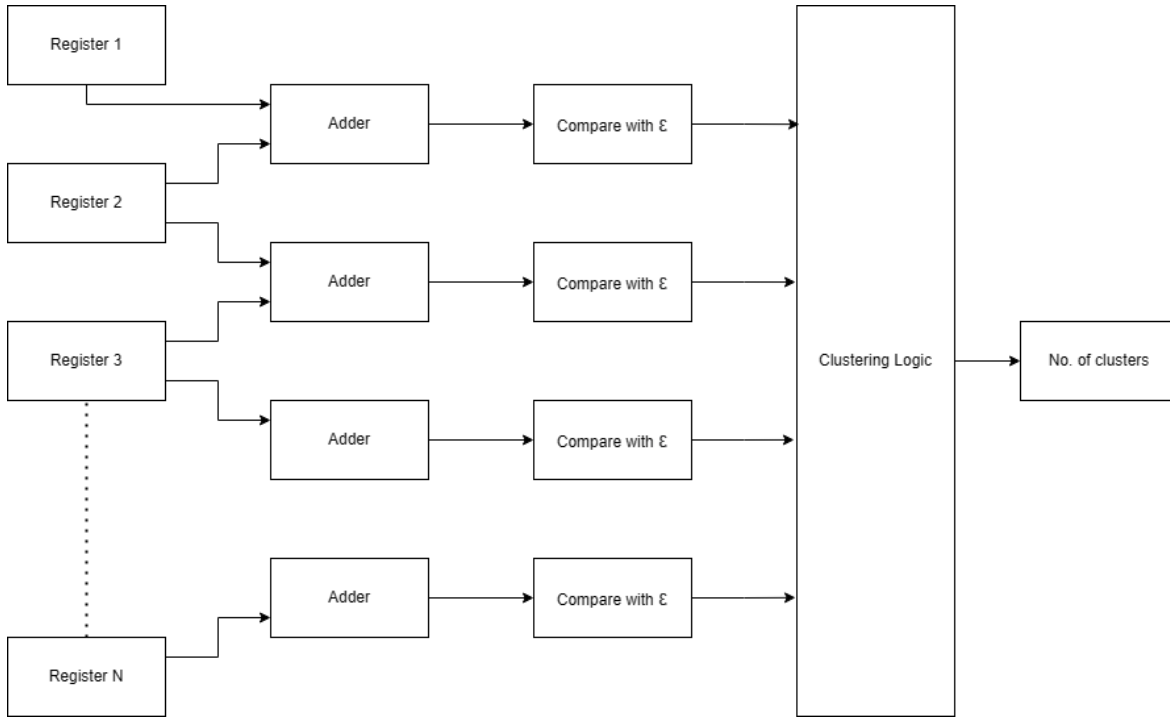 Register 1
Adder
Compare with Ɛ
Register 2
Adder
Compare with Ɛ
Register 3
Clustering Logic
No. of clusters
Adder
Compare with Ɛ
Adder
Compare with Ɛ
Register N